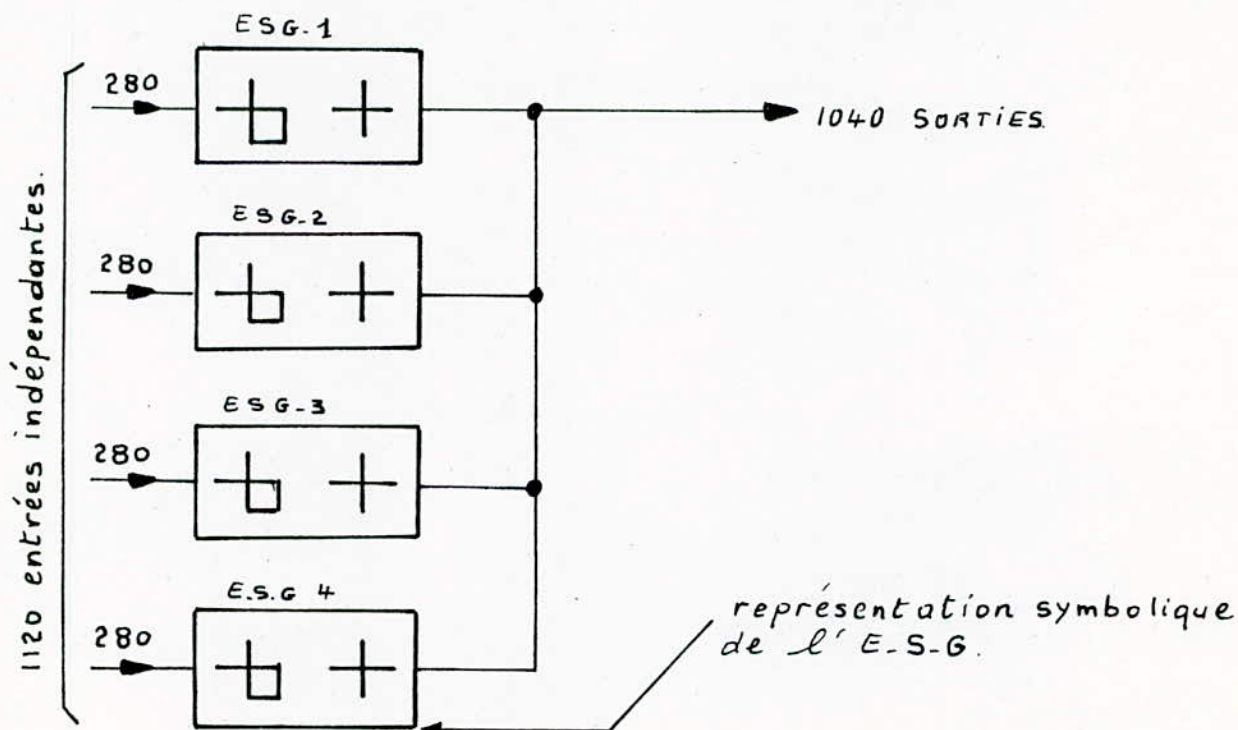 ESG-1
280
1040 SORTIES.
ESG-2
280
1120 entrées indépendantes.
ESG-3
280
E.S.G 4
280
représentation symbolique
de l' E-S-G.